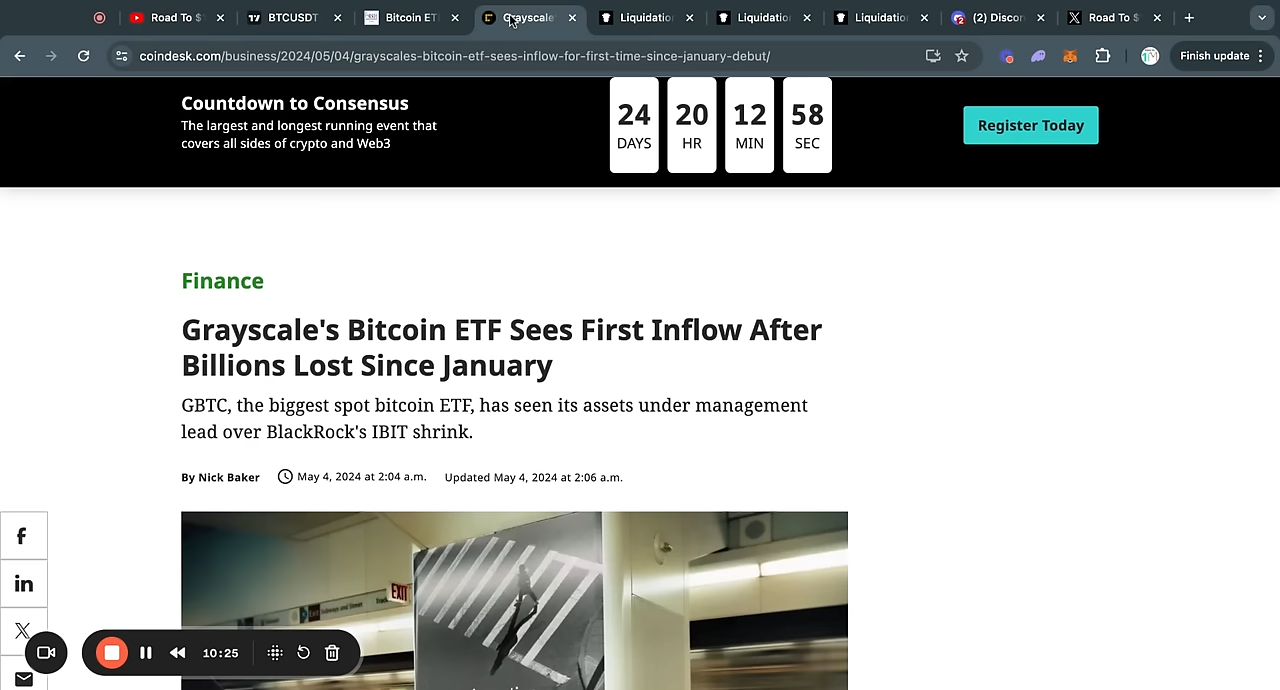 Road To $
BTCUSDT
Bitcoin ET
Grayscale
Liquidatio
Liquidatio
Liquidatio
(2) Discor
Road To $
coindesk.com/business/2024/05/04/grayscales-bitcoin-etf-sees-inflow-for-first-time-since-january-debut/
Finish update
Countdown to Consensus
The largest and longest running event that
covers all sides of crypto and Web3
24
DAYS
20
HR
12
MIN
58
SEC
Register Today
Finance
Grayscale's Bitcoin ETF Sees First Inflow After
Billions Lost Since January
GBTC, the biggest spot bitcoin ETF, has seen its assets under management
lead over BlackRock's IBIT shrink.
By Nick Baker
May 4, 2024 at 2:04 a.m.
Updated May 4, 2024 at 2:06 a.m.
EXIT
10:25